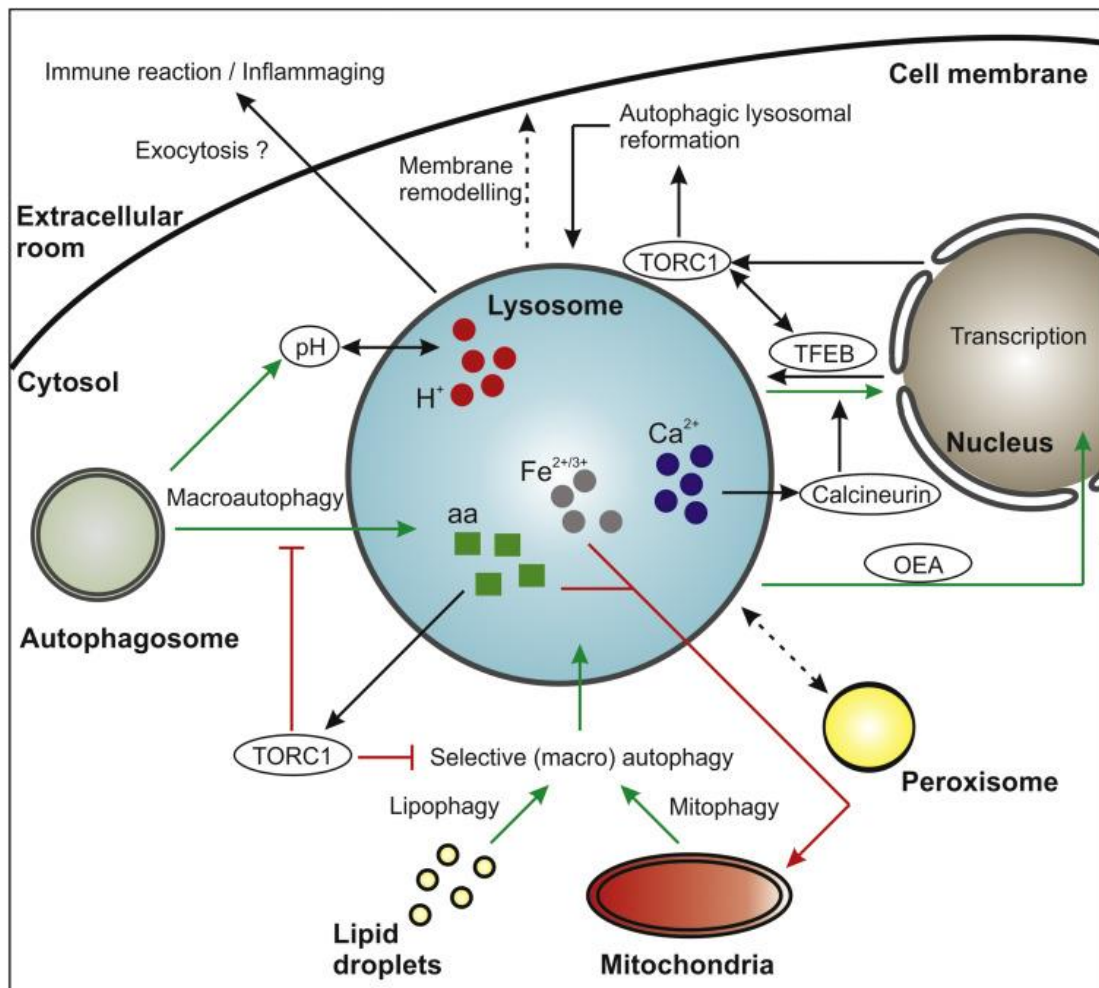 Immune reaction / Inflammaging
Cell membrane
Autophagic lysosomal
reformation
Exocytosis ?
Membrane
remodelling
Extracellular
room
TORC1
Lysosome
Transcription
pH
TFEB
Cytosol
H⁺
Ca²⁺
Nucleus
Fe²⁺/³⁺
Macroautophagy
Calcineurin
aa
OEA
Autophagosome
TORC1
Selective (macro) autophagy
Peroxisome
Lipophagy
Mitophagy
Lipid
droplets
Mitochondria